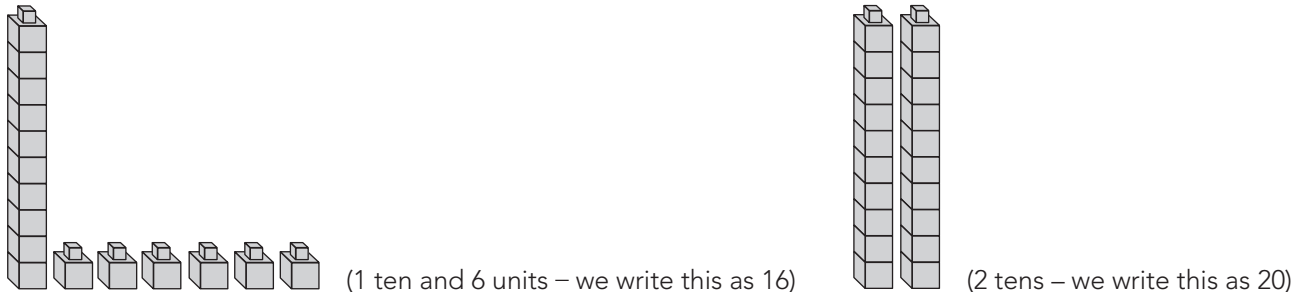 (1 ten and 6 units – we write this as 16)
(2 tens – we write this as 20)